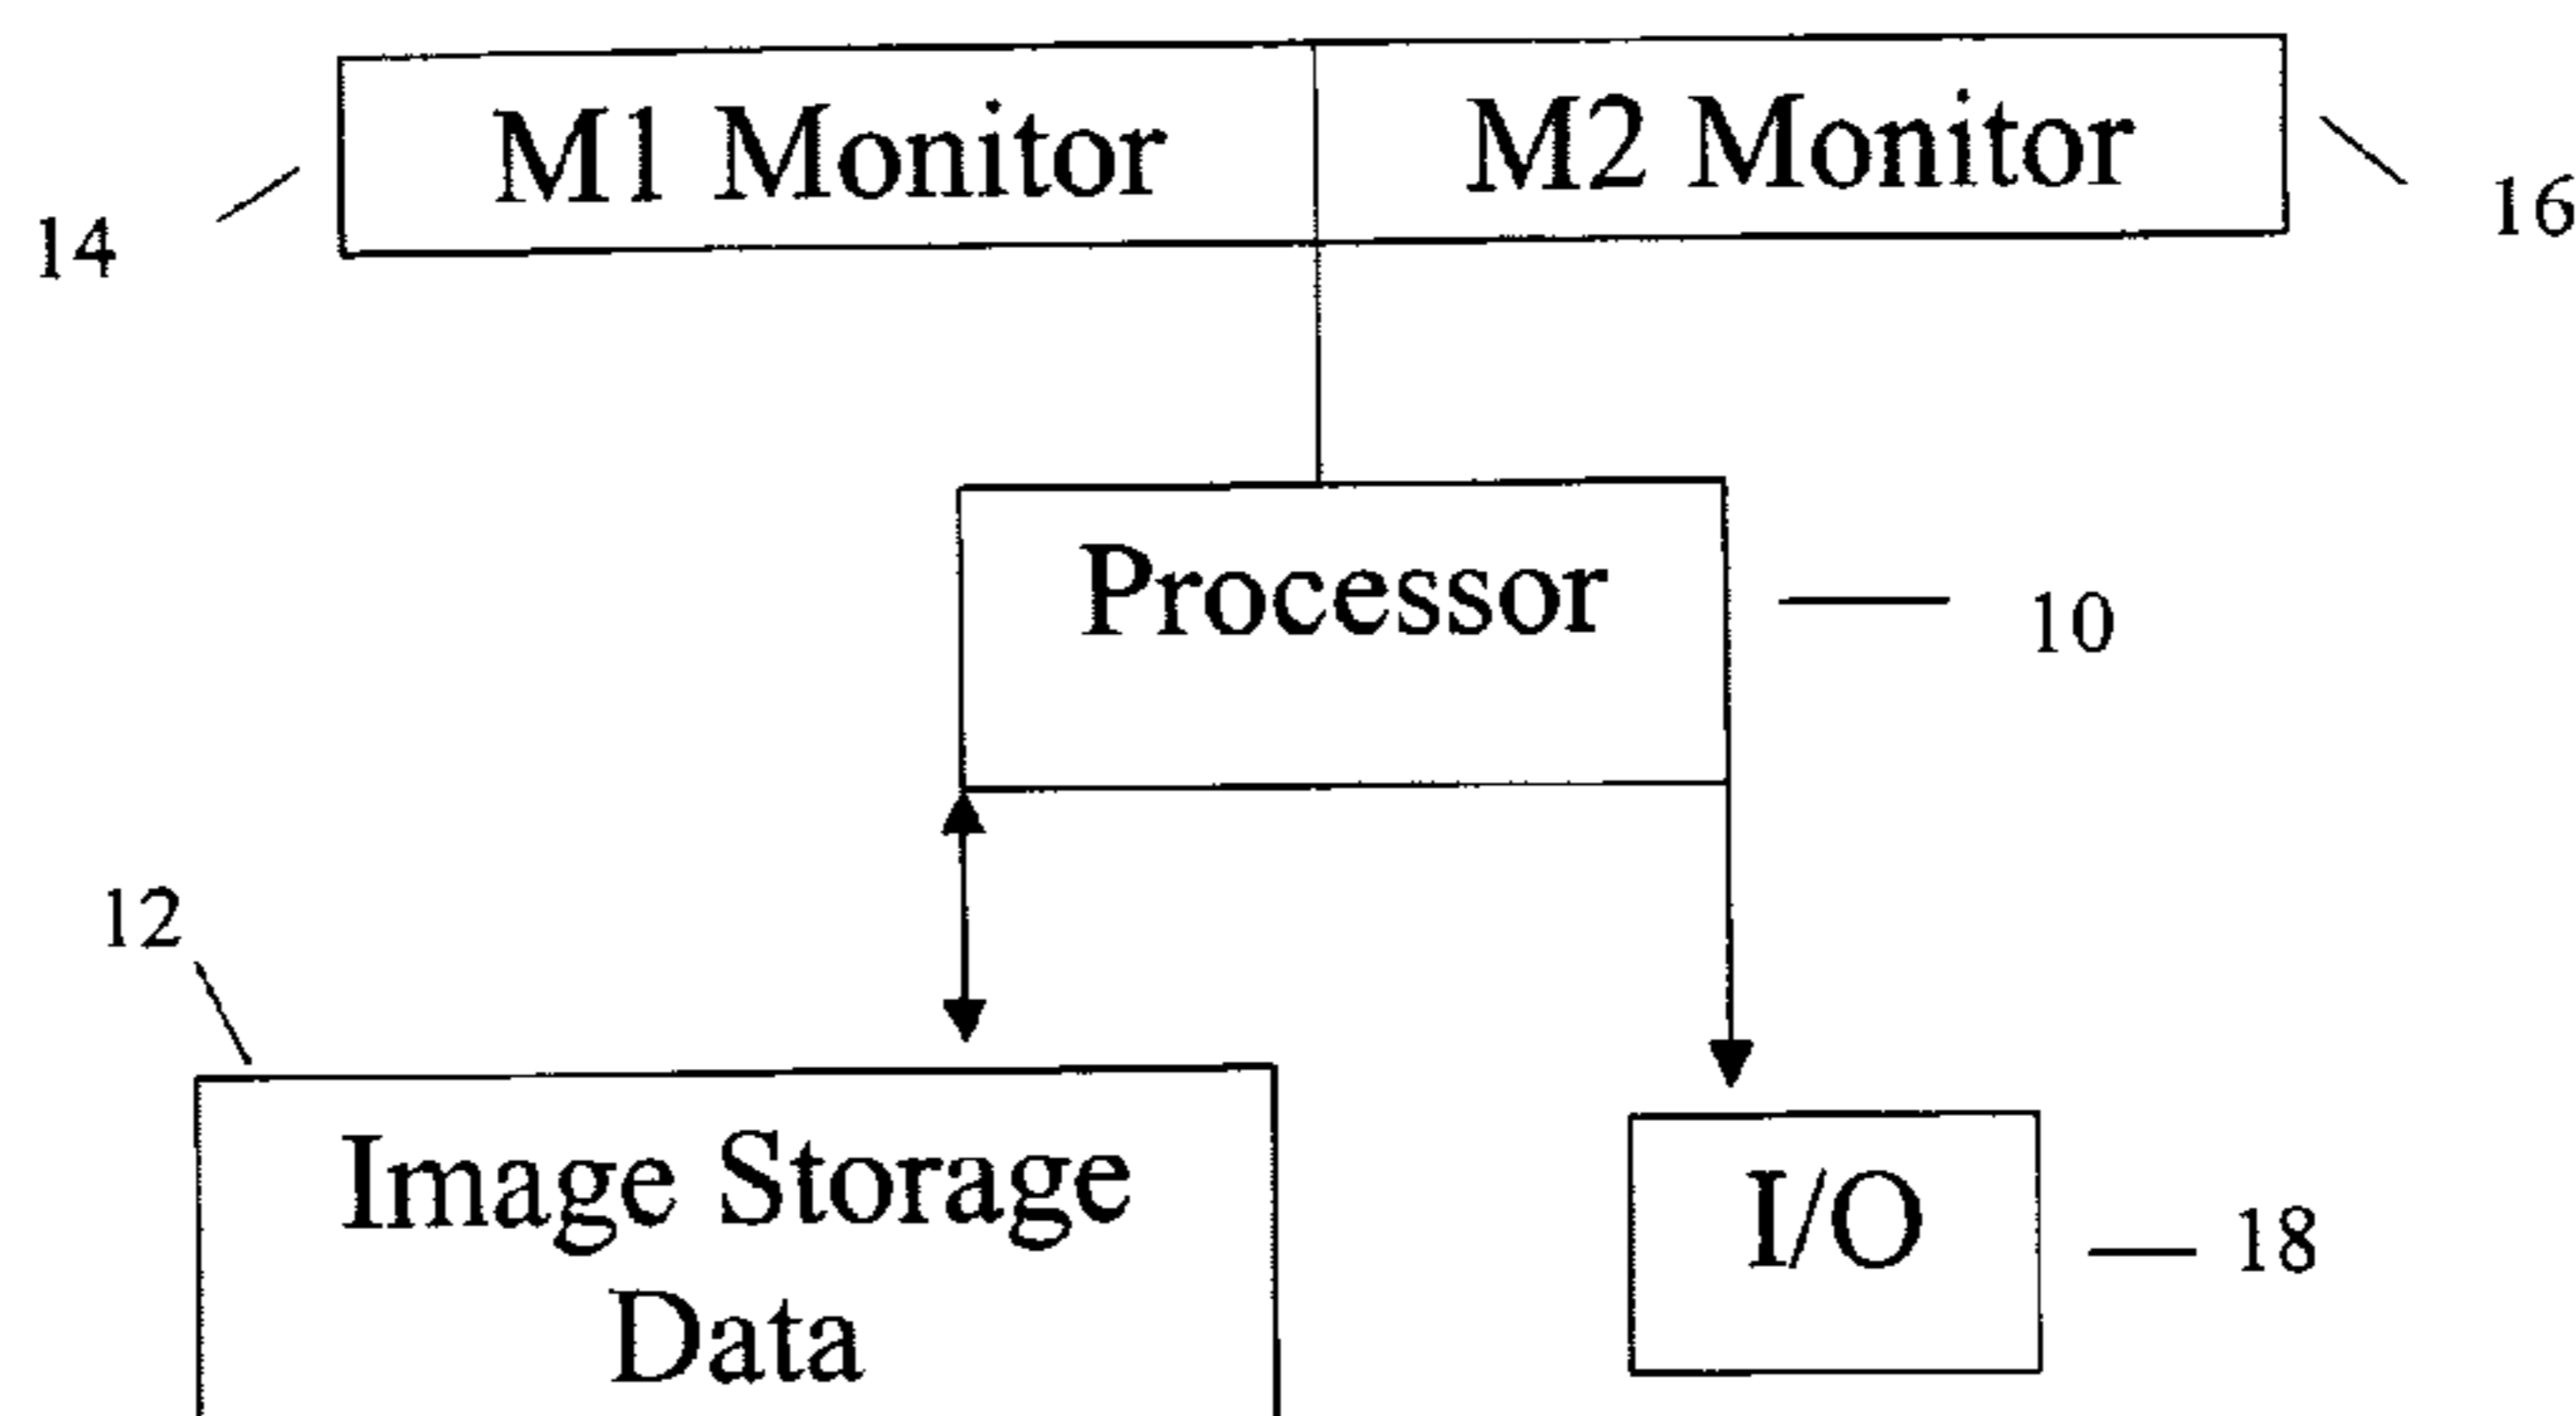 M1 Monitor
M2 Monitor
14
16
Processor
10
12
Image Storage
Data
I/O
18